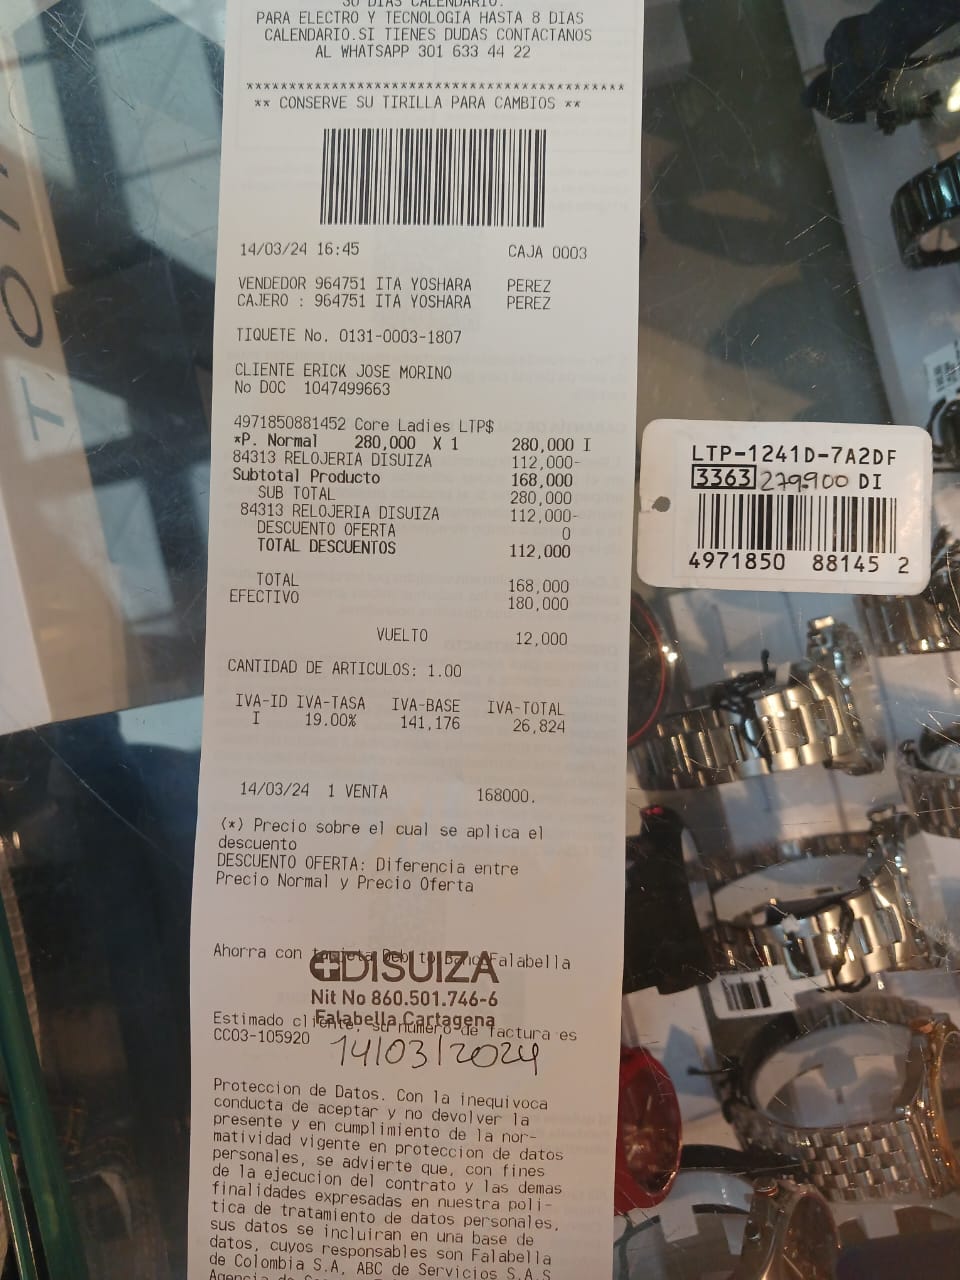 30 DIAS CALENDARIO.
PARA ELECTRO Y TECNOLOGIA HASTA 8 DIAS
CALENDARIO.SI TIENES DUDAS CONTACTANOS
AL WHATSAPP 301 633 44 22
******************************************
** CONSERVE SU TIRILLA PARA CAMBIOS **
14/03/24 16:45 CAJA 0003
VENDEDOR 964751 ITA YOSHARA PEREZ
CAJERO : 964751 ITA YOSHARA PEREZ
TIQUETE No. 0131-0003-1807
CLIENTE ERICK JOSE MORINO
No DOC 1047499663
4971850881452 Core Ladies LTP$
*P. Normal 280,000 X 1 280,000 I
84313 RELOJERIA DISUIZA 112,000-
Subtotal Producto 168,000
SUB TOTAL 280,000
84313 RELOJERIA DISUIZA 112,000-
DESCUENTO OFERTA 0
TOTAL DESCUENTOS 112,000
TOTAL 168,000
EFECTIVO 180,000
VUELTO 12,000
CANTIDAD DE ARTICULOS: 1.00
IVA-ID IVA-TASA IVA-BASE IVA-TOTAL
I 19.00% 141,176 26,824
14/03/24 1 VENTA 168000.
(*) Precio sobre el cual se aplica el
descuento
DESCUENTO OFERTA: Diferencia entre
Precio Normal y Precio Oferta
Ahorra con tarjeta Debito Banco Falabella
DISUIZA
Nit No 860.501.746-6
Falabella Cartagena
Estimado cliente, su numero de factura es
CC03-105920
14/03/2024
Proteccion de Datos. Con la inequivoca
conducta de aceptar y no devolver la
presente y en cumplimiento de la nor-
matividad vigente en proteccion de datos
personales, se advierte que, con fines
de la ejecucion del contrato y las demas
finalidades expresadas en nuestra poli-
tica de tratamiento de datos personales,
sus datos se incluiran en una base de
datos, cuyos responsables son Falabella
de Colombia S.A, ABC de Servicios S.A.S
LTP-1241D-7A2DF
3363 279.900 DI
4971850 88145 2